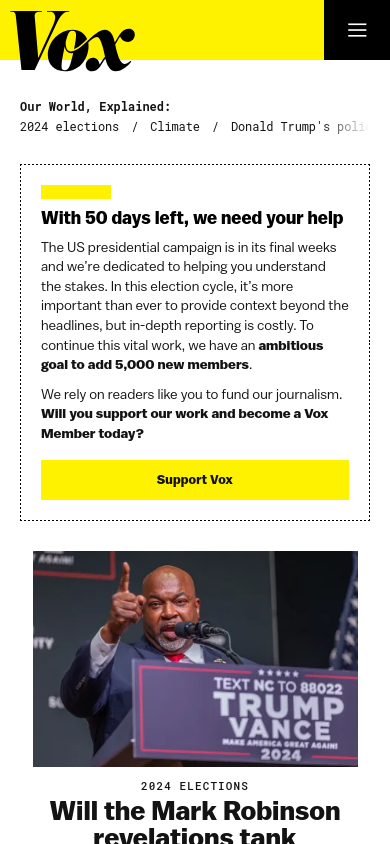 Vox
Our World, Explained:
2024 elections / Climate / Donald Trump's poli
With 50 days left, we need your help
The US presidential campaign is in its final weeks
and we’re dedicated to helping you understand
the stakes. In this election cycle, it’s more
important than ever to provide context beyond the
headlines, but in-depth reporting is costly. To
continue this vital work, we have an ambitious
goal to add 5,000 new members.
We rely on readers like you to fund our journalism.
Will you support our work and become a Vox
Member today?
Support Vox
AGAIN!
TEXT NC TO 88022
TRUMP
VANCE
MAKE AMERICA GREAT AGAIN!
2024
2024 ELECTIONS
Will the Mark Robinson
revelations tank